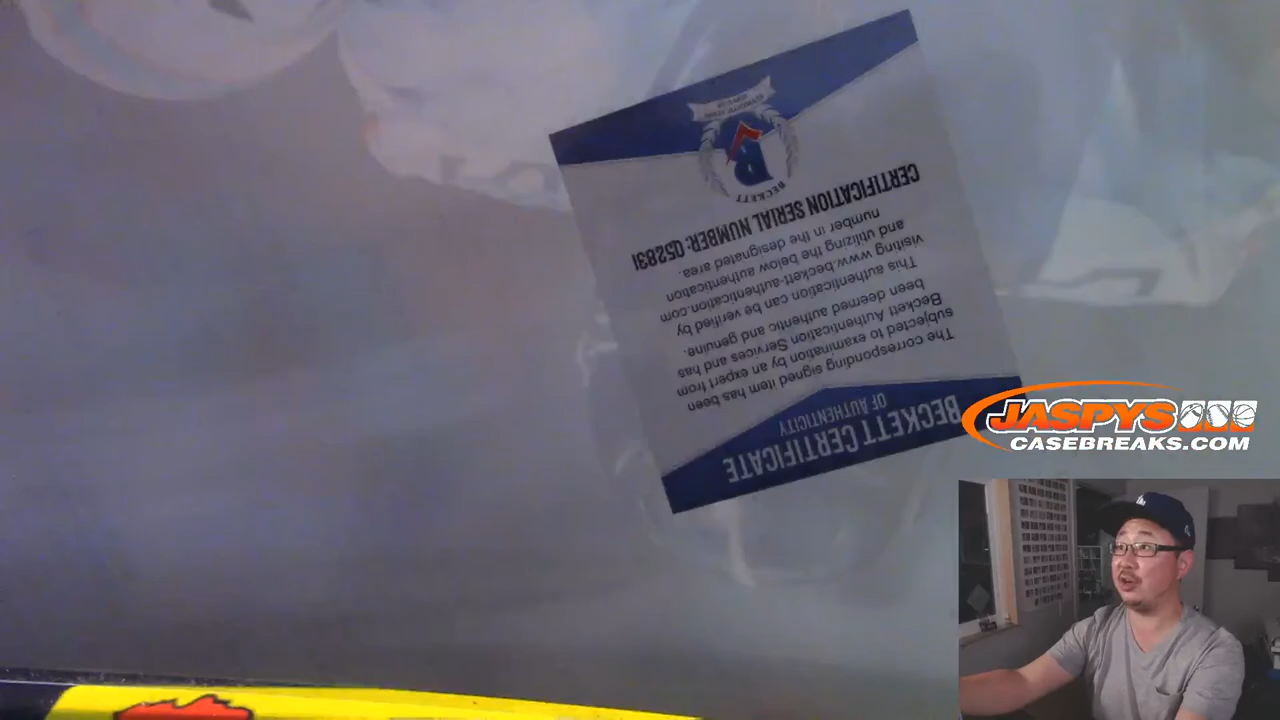 BECKETT CERTIFICATE
OF AUTHENTICITY
The corresponding signed item has been
subjected to examination by an expert from
Beckett Authentication Services and has
been deemed authentic and genuine.
This authentication can be verified by
visiting www.beckett-authentication.com
and utilizing the below authentication
number in the designated area.
CERTIFICATION SERIAL NUMBER: Q52831
BECKETT
B
JASPYS
CASEBREAKS.COM